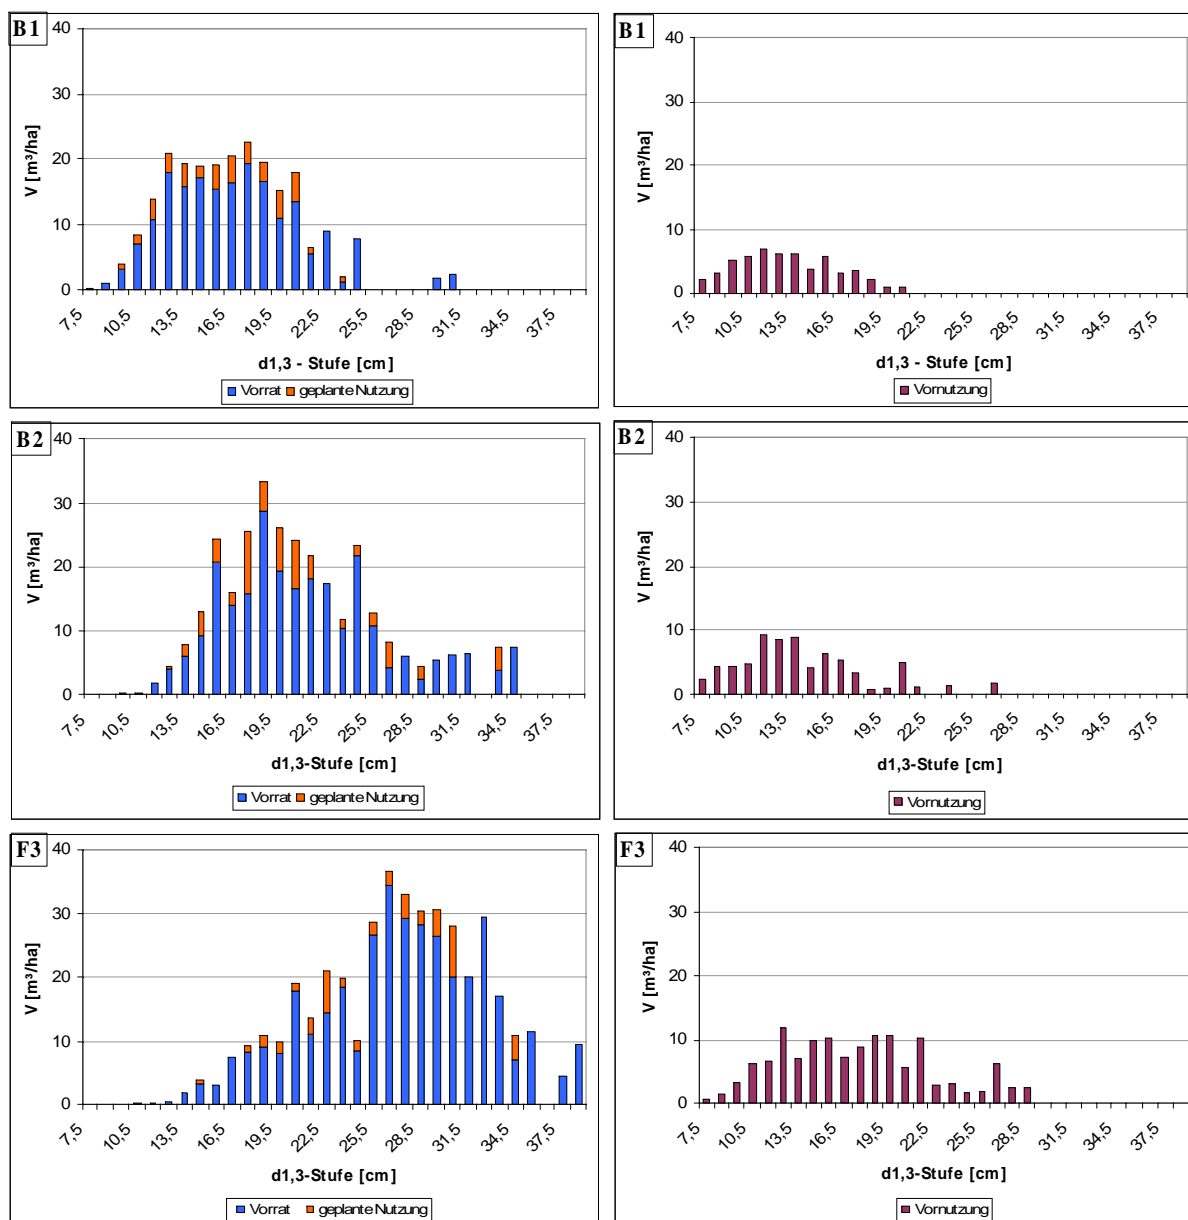 B1
V [m³/ha]
40
30
20
10
0
7,5 10,5 13,5 16,5 19,5 22,5 25,5 28,5 31,5 34,5 37,5
d1,3 - Stufe [cm]
Vorrat geplante Nutzung
B1
V [m³/ha]
40
30
20
10
0
7,5 10,5 13,5 16,5 19,5 22,5 25,5 28,5 31,5 34,5 37,5
d1,3 - Stufe [cm]
Vornutzung
B2
V [m³/ha]
40
30
20
10
0
7,5 10,5 13,5 16,5 19,5 22,5 25,5 28,5 31,5 34,5 37,5
d1,3-Stufe [cm]
Vorrat geplante Nutzung
B2
V [m³/ha]
40
30
20
10
0
7,5 10,5 13,5 16,5 19,5 22,5 25,5 28,5 31,5 34,5 37,5
d1,3-Stufe [cm]
Vornutzung
F3
V [m³/ha]
40
30
20
10
0
7,5 10,5 13,5 16,5 19,5 22,5 25,5 28,5 31,5 34,5 37,5
d1,3-Stufe [cm]
Vorrat geplante Nutzung
F3
V [m³/ha]
40
30
20
10
0
7,5 10,5 13,5 16,5 19,5 22,5 25,5 28,5 31,5 34,5 37,5
d1,3-Stufe [cm]
Vornutzung